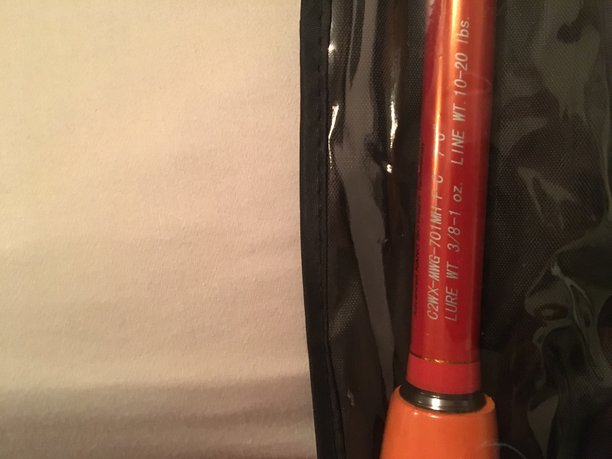 C2WX-MWG-701MH
LURE WT. 3/8-1 oz. LINE WT. 10-20 lbs.